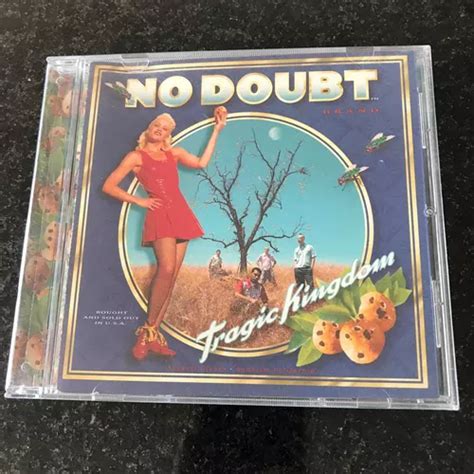 NO DOUBT
BRAND
Tragic Kingdom
BOUGHT
AND SOLD OUT
IN U.S.A.